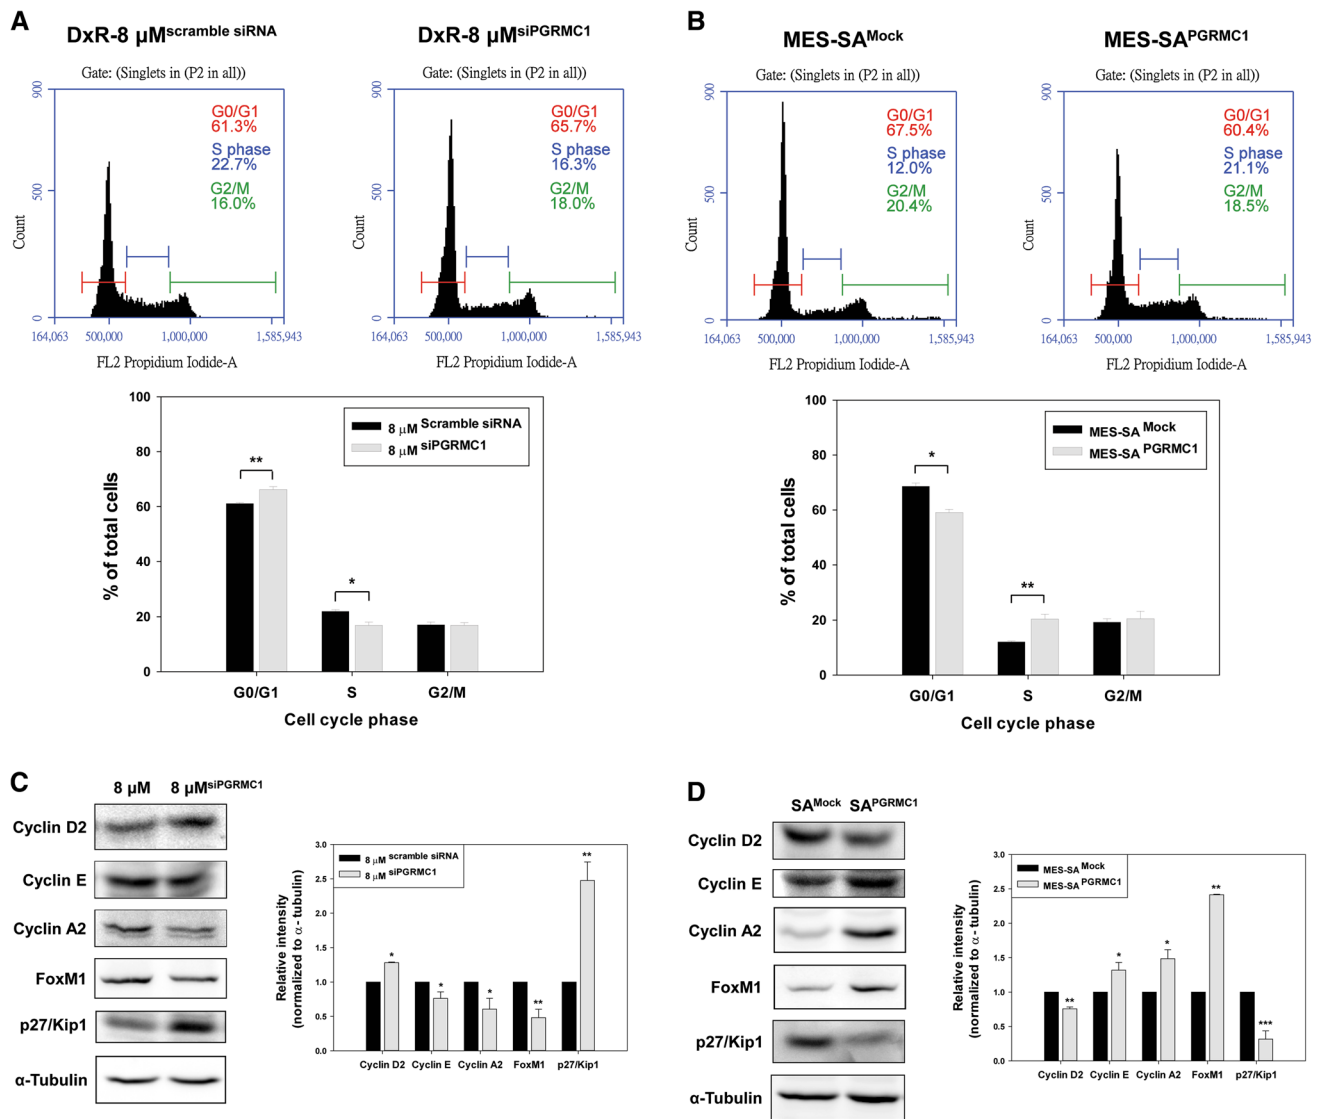 A
DxR-8 μM^scramble siRNA
DxR-8 μM^siPGRMC1
Gate: (Singlets in (P2 in all))
Gate: (Singlets in (P2 in all))
900
500
0
Count
G0/G1
61.3%
S phase
22.7%
G2/M
16.0%
164,063 500,000 1,000,000 1,585,943
FL2 Propidium Iodide-A
900
500
0
Count
G0/G1
65.7%
S phase
16.3%
G2/M
18.0%
164,063 500,000 1,000,000 1,585,943
FL2 Propidium Iodide-A
100
80
60
40
20
0
% of total cells
8 μM Scramble siRNA
8 μM siPGRMC1
**
*
G0/G1 S G2/M
Cell cycle phase
B
MES-SA^Mock
MES-SA^PGRMC1
Gate: (Singlets in (P2 in all))
Gate: (Singlets in (P2 in all))
900
500
0
Count
G0/G1
67.5%
S phase
12.0%
G2/M
20.4%
164,063 500,000 1,000,000 1,585,943
FL2 Propidium Iodide-A
900
500
0
Count
G0/G1
60.4%
S phase
21.1%
G2/M
18.5%
164,063 500,000 1,000,000 1,585,943
FL2 Propidium Iodide-A
100
80
60
40
20
0
% of total cells
MES-SA Mock
MES-SA PGRMC1
*
**
G0/G1 S G2/M
Cell cycle phase
C
8 μM 8 μM^siPGRMC1
Cyclin D2
Cyclin E
Cyclin A2
FoxM1
p27/Kip1
α-Tubulin
3.0
2.5
2.0
1.5
1.0
0.5
0.0
Relative intensity
(normalized to α- tubulin)
8 μM scramble siRNA
8 μM siPGRMC1
* * * ** **
Cyclin D2 Cyclin E Cyclin A2 FoxM1 p27/Kip1
D
SA^Mock SA^PGRMC1
Cyclin D2
Cyclin E
Cyclin A2
FoxM1
p27/Kip1
α-Tubulin
3.0
2.5
2.0
1.5
1.0
0.5
0.0
Relative intensity
(normalized to α- tubulin)
MES-SA Mock
MES-SA PGRMC1
** * * ** ***
Cyclin D2 Cyclin E Cyclin A2 FoxM1 p27/Kip1